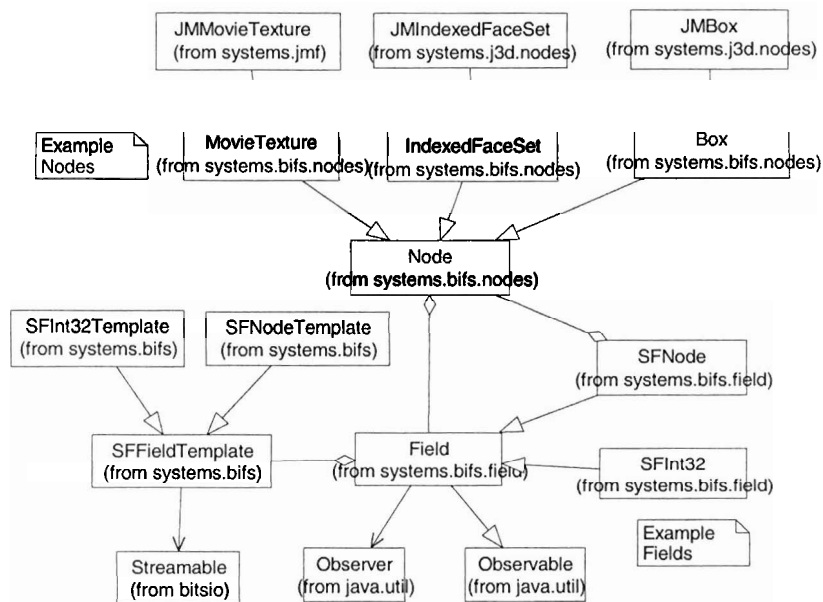 JMMovieTexture
(from systems.jmf)
JMIndexedFaceSet
(from systems.j3d.nodes)
JMBox
(from systems.j3d.nodes)
Example
Nodes
MovieTexture
(from systems.bifs.nodes)
IndexedFaceSet
(from systems.bifs.nodes)
Box
(from systems.bifs.nodes)
Node
(from systems.bifs.nodes)
SFInt32Template
(from systems.bifs)
SFNodeTemplate
(from systems.bifs)
SFNode
(from systems.bifs.field)
SFFieldTemplate
(from systems.bifs)
Field
(from systems.bifs.field)
SFInt32
(from systems.bifs.field)
Example
Fields
Streamable
(from bitsio)
Observer
(from java.util)
Observable
(from java.util)